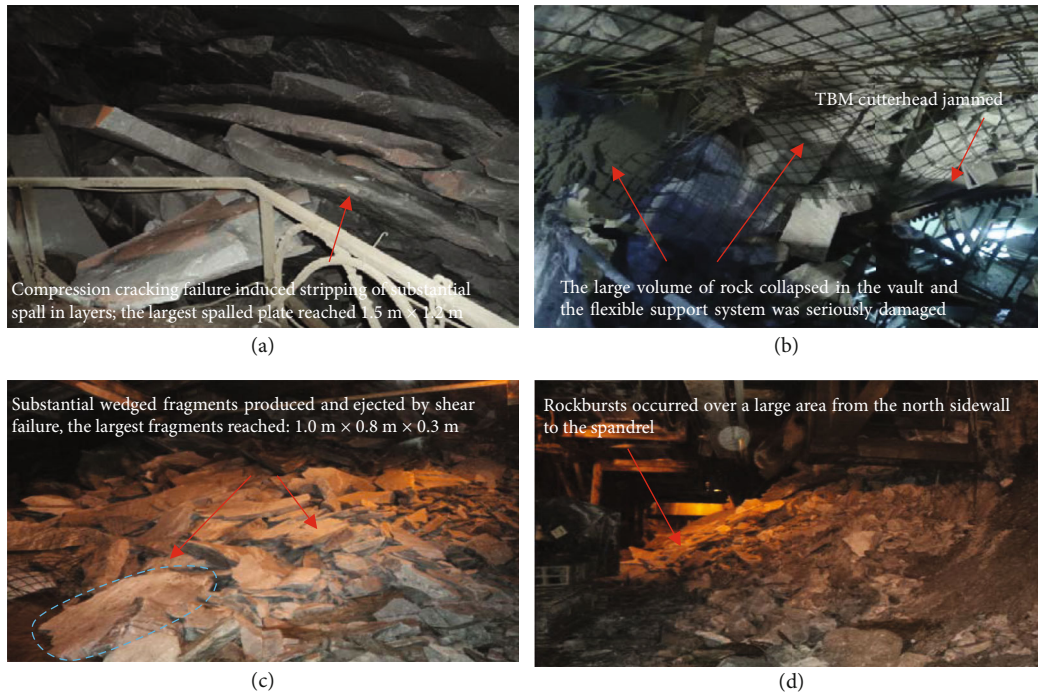 Compression cracking failure induced stripping of substantial
spall in layers; the largest spalled plate reached 1.5 m × 1.2 m
(a)
TBM cutterhead jammed
The large volume of rock collapsed in the vault and
the flexible support system was seriously damaged
(b)
Substantial wedged fragments produced and ejected by shear
failure, the largest fragments reached: 1.0 m × 0.8 m × 0.3 m
(c)
Rockbursts occurred over a large area from the north sidewall
to the spandrel
(d)